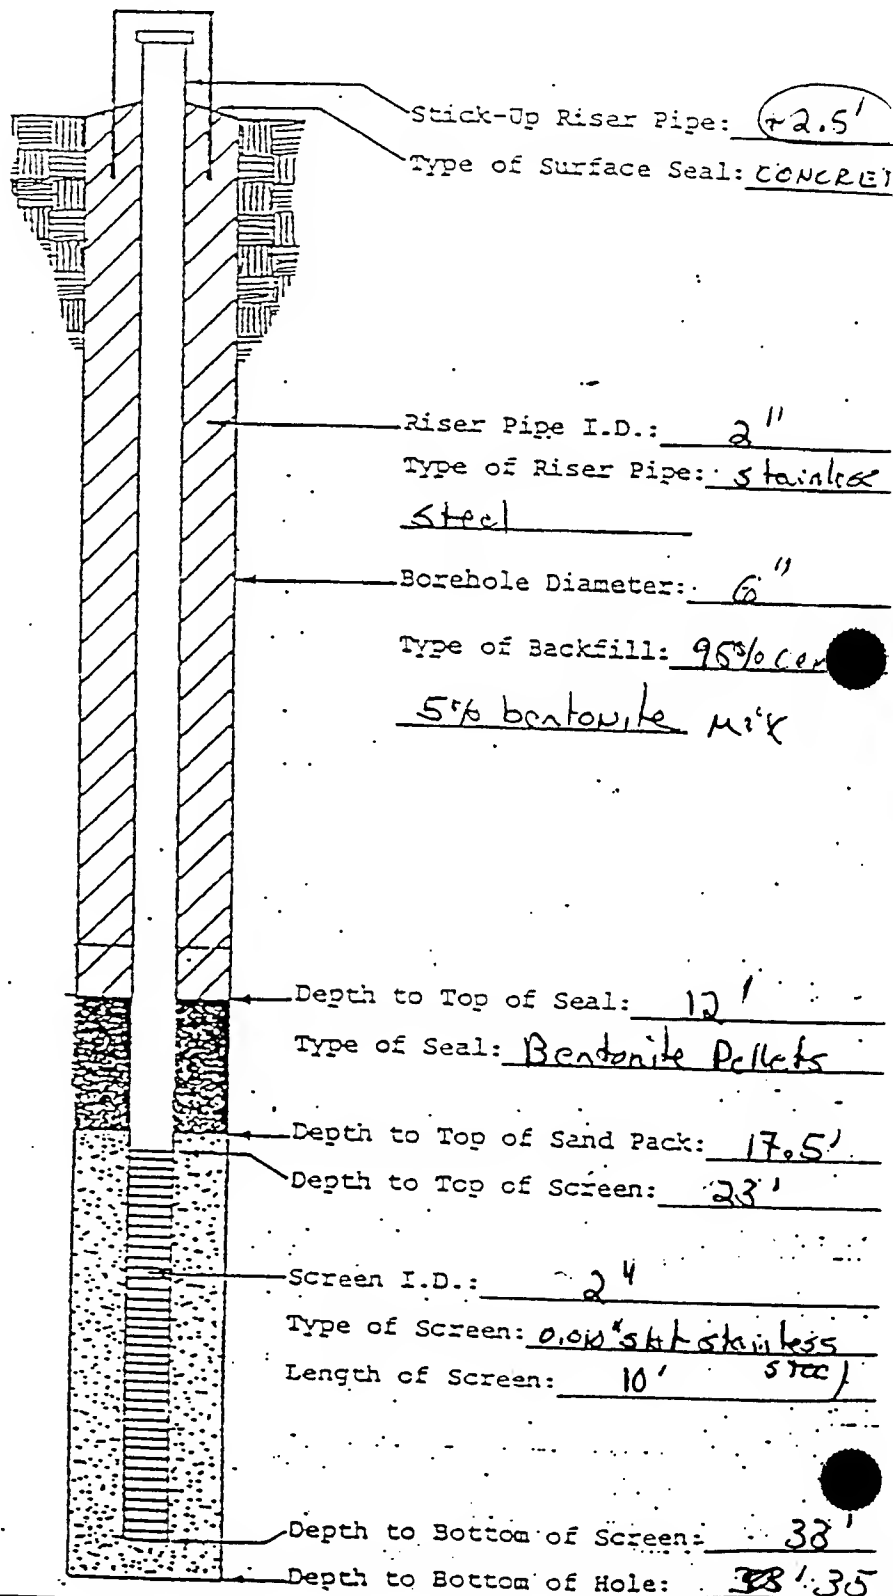 Stick-Up Riser Pipe: ~2.5'
Type of Surface Seal: CONCRET
Riser Pipe I.D.: 2"
Type of Riser Pipe: stainless
steel
Borehole Diameter: 6"
Type of Backfill: 95% cem
5% bentonite mix
Depth to Top of Seal: 12'
Type of Seal: Bentonite Pellets
Depth to Top of Sand Pack: 17.5'
Depth to Top of Screen: 23'
Screen I.D.: 2"
Type of Screen: 0.010" slot stainless
steel
Length of Screen: 10'
Depth to Bottom of Screen: 33'
Depth to Bottom of Hole: 35